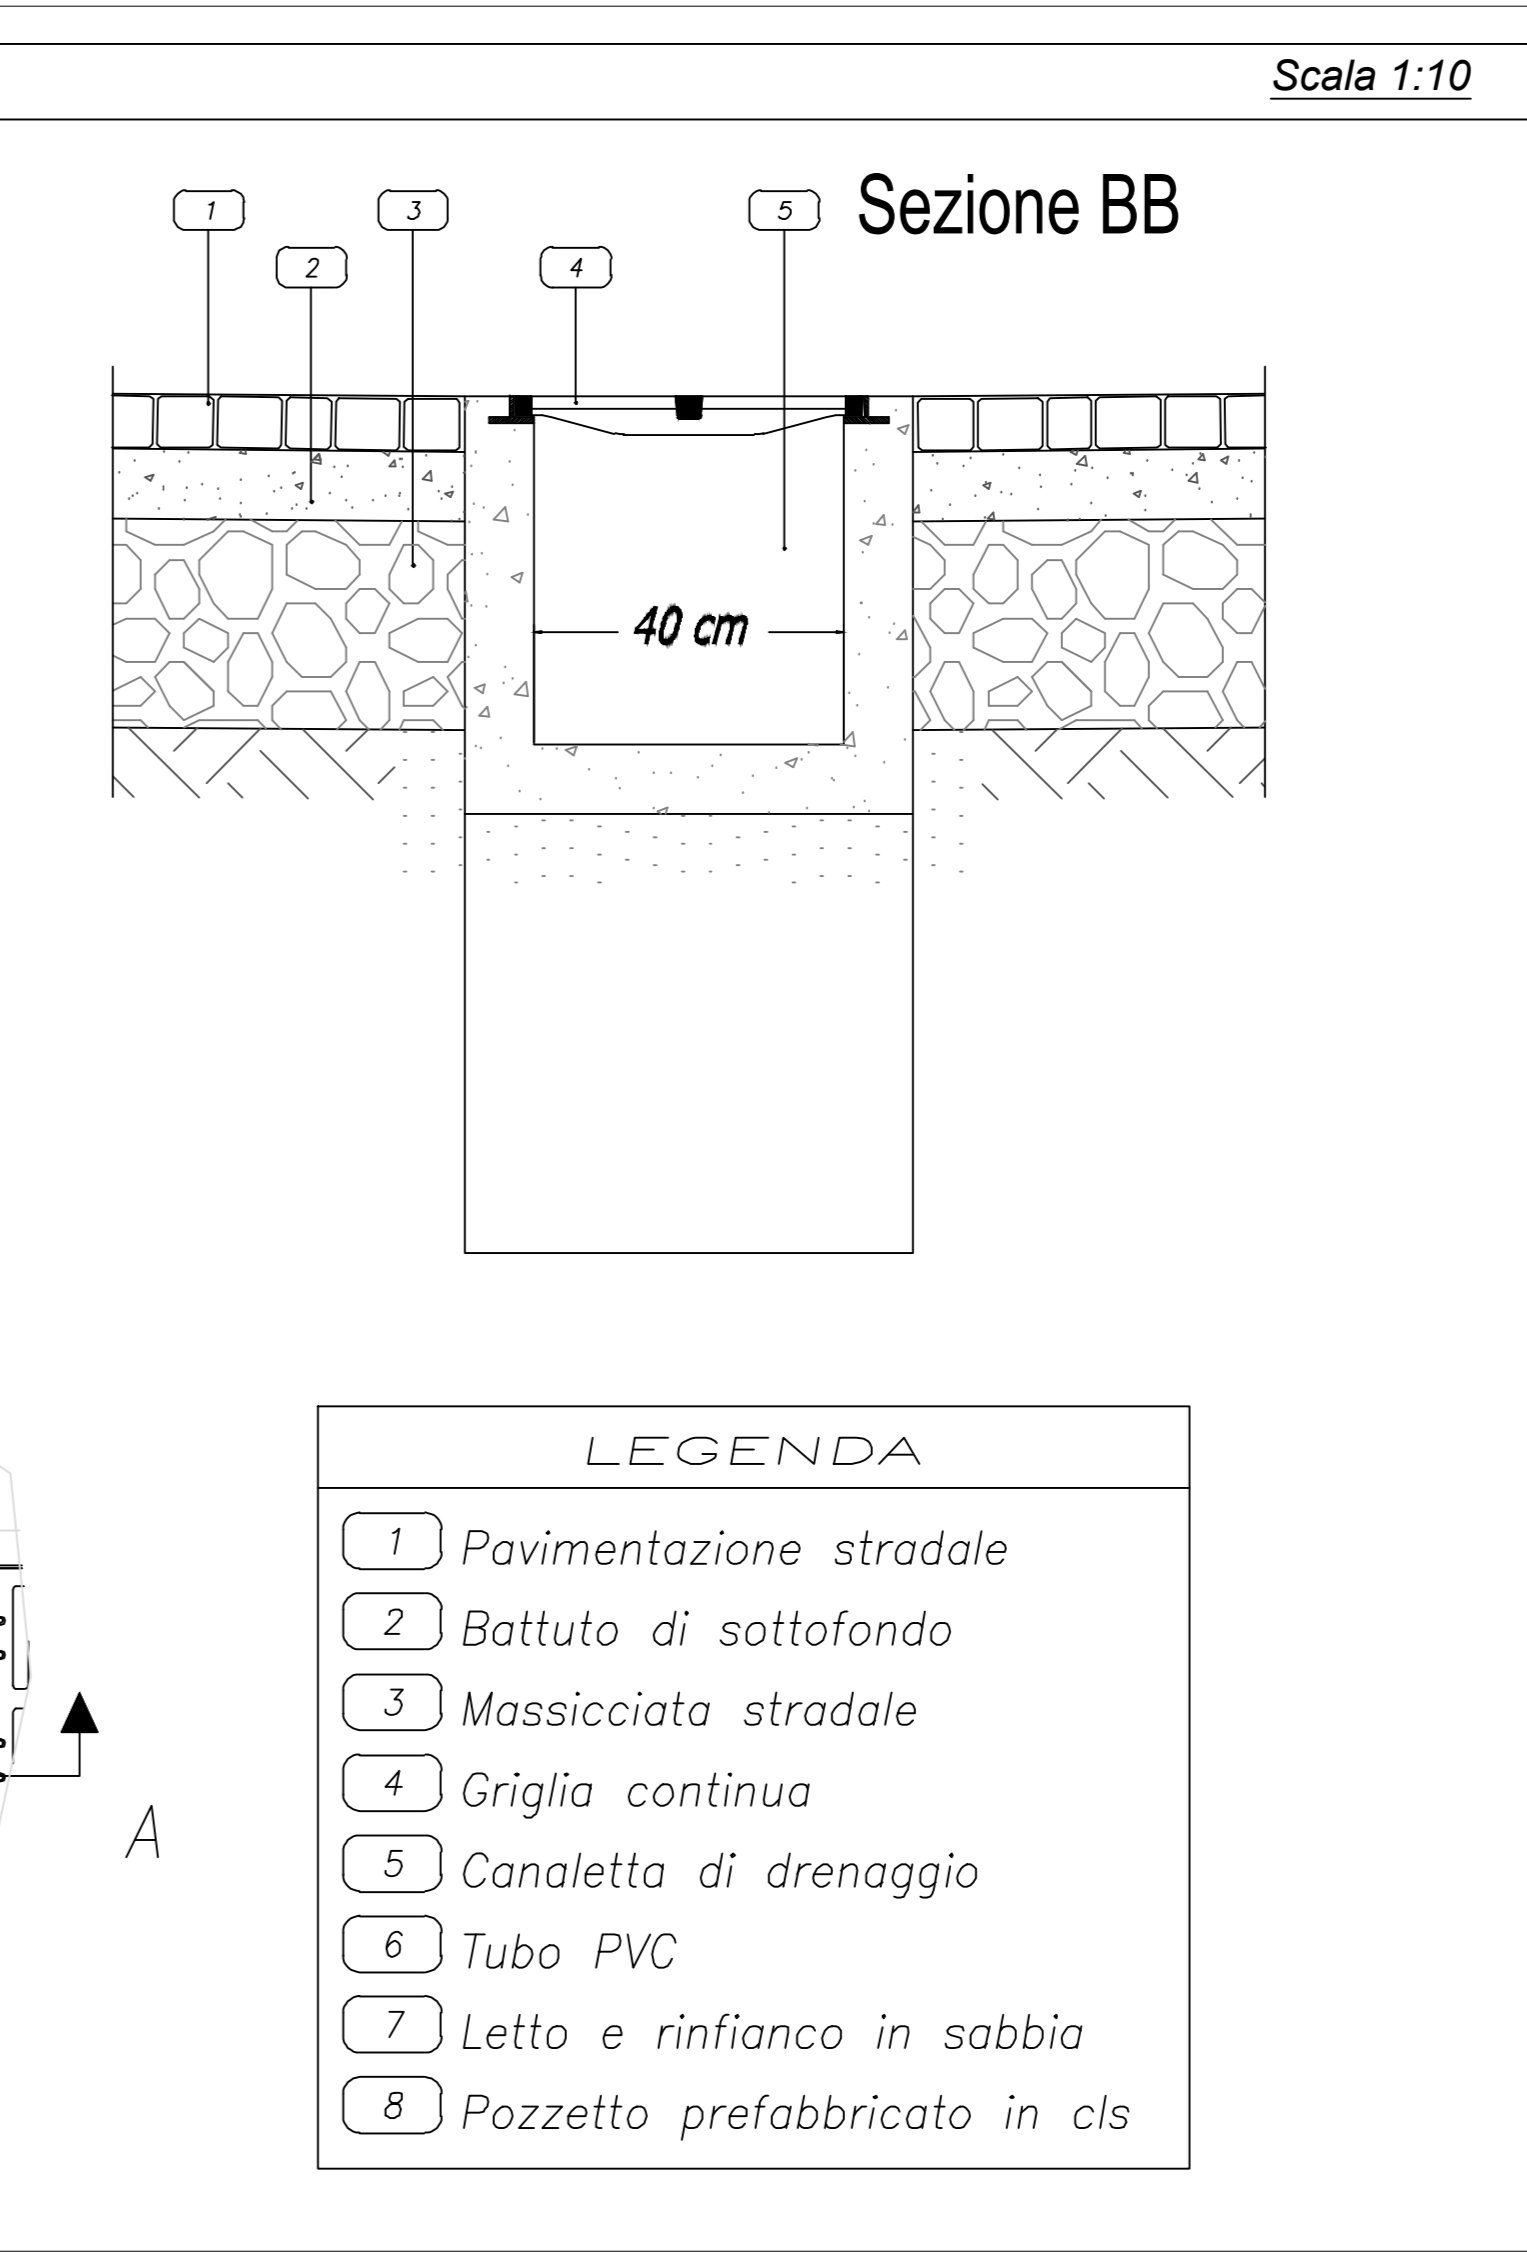 Scala 1:10
Sezione BB
1
3
5
2
4
40 cm
LEGENDA
1 Pavimentazione stradale
2 Battuto di sottofondo
3 Massicciata stradale
4 Griglia continua
5 Canaletta di drenaggio
6 Tubo PVC
7 Letto e rinfianco in sabbia
8 Pozzetto prefabbricato in cls
A